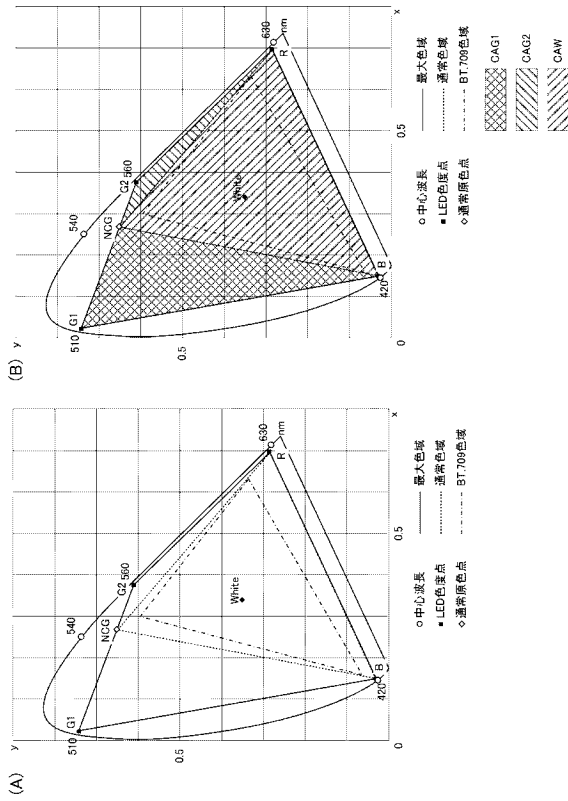 (A)
y
540
510
G1
G2 560
NCG
0.5
White
630
nm
R
420
B
0
0.5
x
○中心波長
■LED色度点
◇通常原色点
最大色域
通常色域
BT.709色域
(B)
y
540
510
G1
G2 560
NCG
0.5
White
630
nm
R
420
B
0
0.5
x
○中心波長
■LED色度点
◇通常原色点
最大色域
通常色域
BT.709色域
CAG1
CAG2
CAW